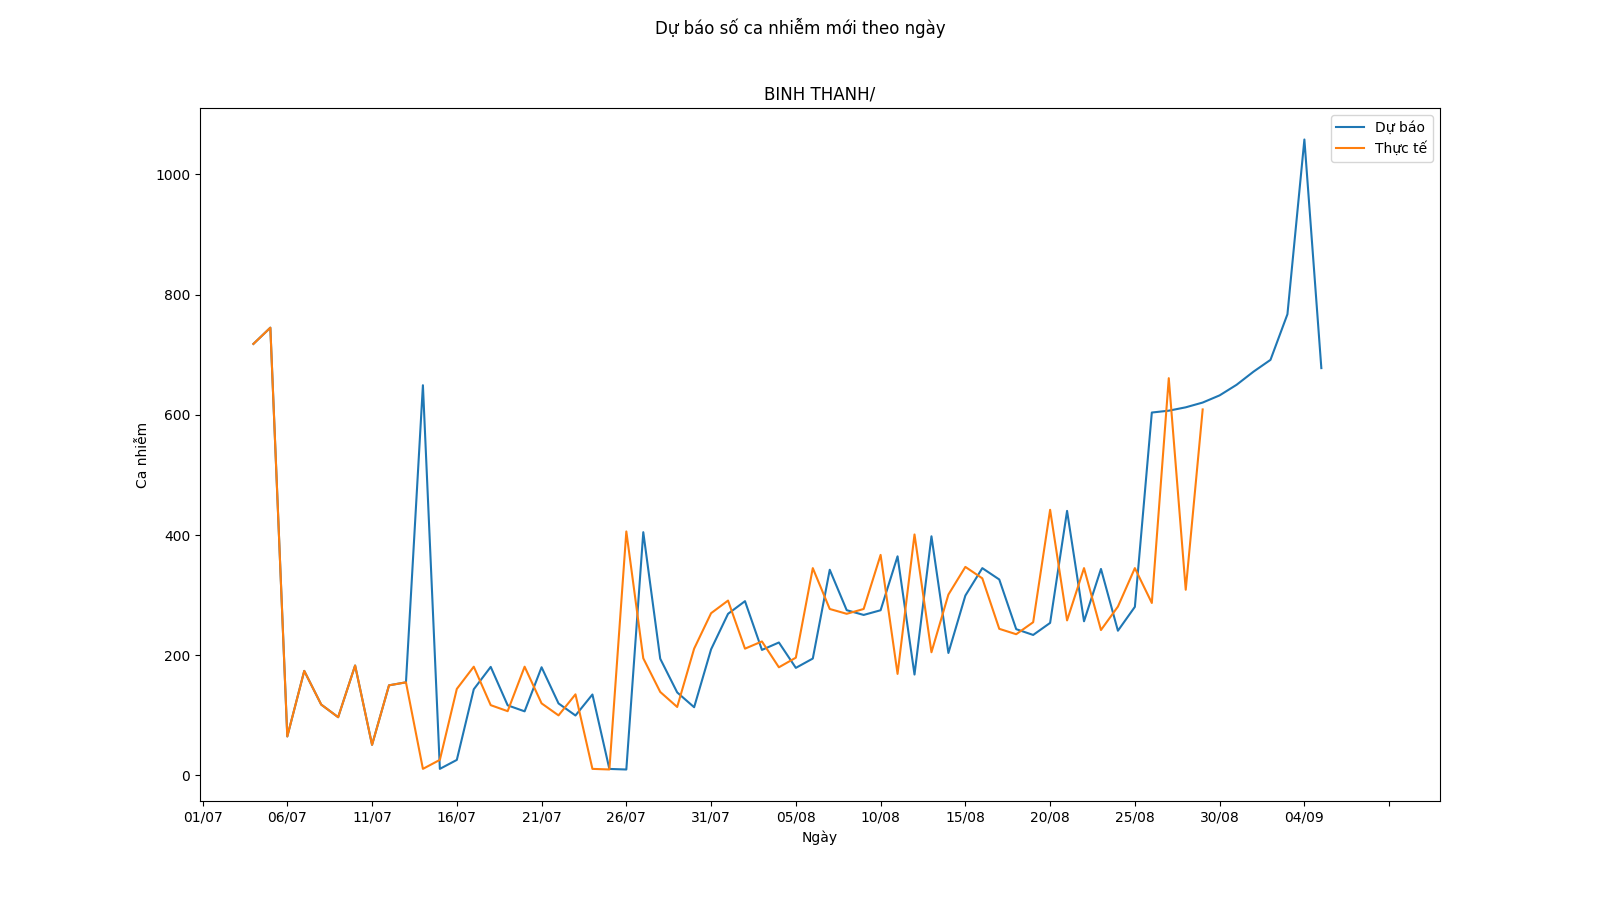 Dự báo số ca nhiễm mới theo ngày
BINH THANH/
Dự báo
Thực tế
1000
800
600
400
200
0
Ca nhiễm
01/07 06/07 11/07 16/07 21/07 26/07 31/07 05/08 10/08 15/08 20/08 25/08 30/08 04/09
Ngày